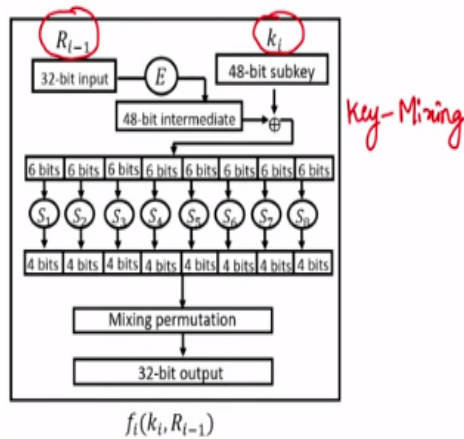 R_{i-1} k_i
32-bit input E 48-bit subkey
48-bit intermediate ⊕
Key-Mixing
6 bits 6 bits 6 bits 6 bits 6 bits 6 bits 6 bits 6 bits
S_1 S_2 S_3 S_4 S_5 S_6 S_7 S_8
4 bits 4 bits 4 bits 4 bits 4 bits 4 bits 4 bits 4 bits
Mixing permutation
32-bit output
f_i(k_i, R_{i-1})